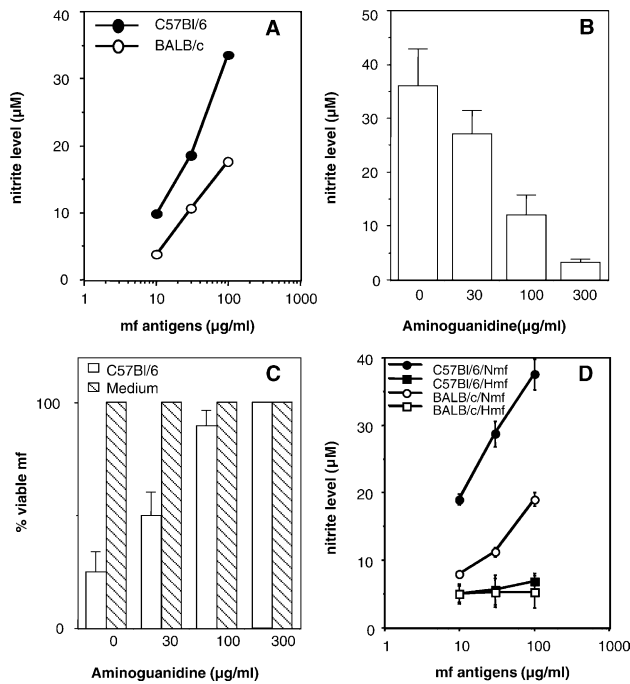 C57Bl/6
BALB/c
A
40
30
20
10
0
nitrite level (µM)
1
10
100
1000
mf antigens (µg/ml)
B
50
40
30
20
10
0
nitrite level (µM)
0
30
100
300
Aminoguanidine(µg/ml)
C57Bl/6
Medium
C
100
0
% viable mf
0
30
100
300
Aminoguanidine (µg/ml)
C57Bl/6/Nmf
C57Bl/6/Hmf
BALB/c/Nmf
BALB/c/Hmf
D
40
30
20
10
0
nitrite level (µM)
1
10
100
1000
mf antigens (µg/ml)